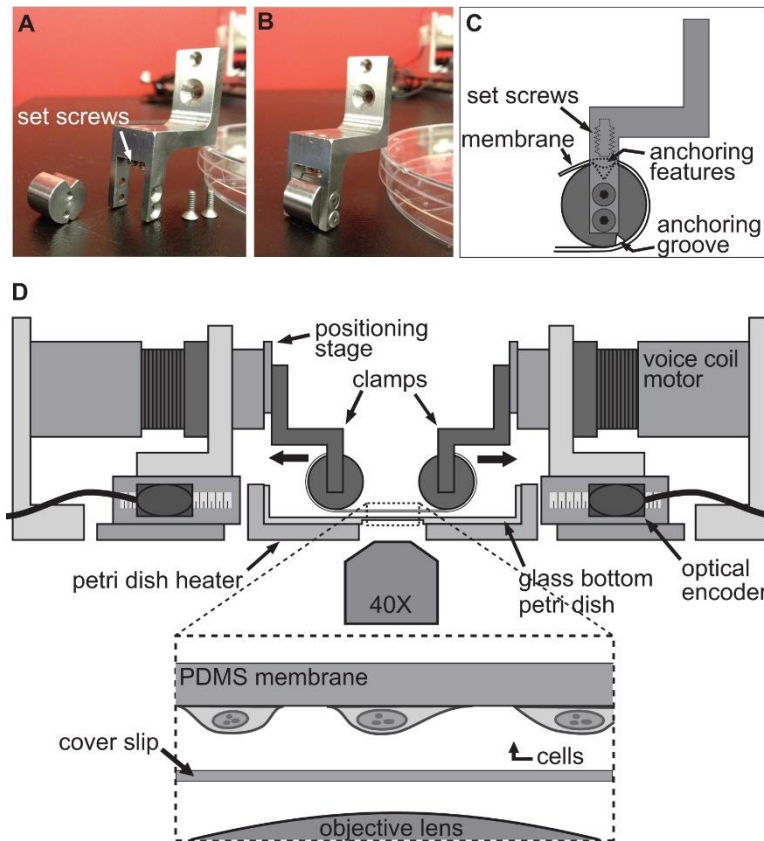 A
set screws
B
C
set screws
membrane
anchoring
features
anchoring
groove
D
positioning
stage
clamps
voice coil
motor
petri dish heater
40X
glass bottom
petri dish
optical
encoder
PDMS membrane
cover slip
cells
objective lens